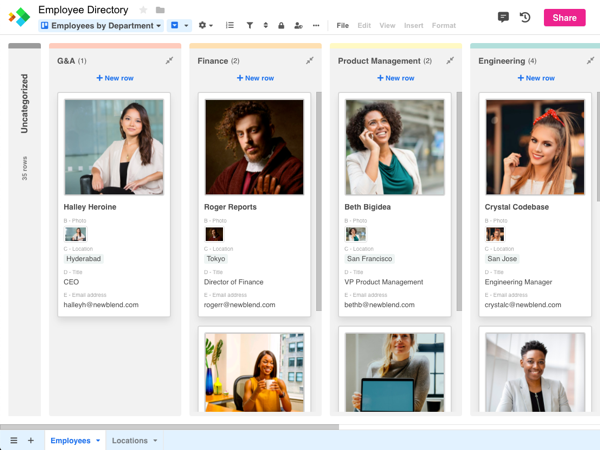 Employee Directory
Employees by Department
File Edit View Insert Format
Share
Uncategorized
35 rows
G&A (1)
+ New row
Halley Heroine
B - Photo
C - Location
Hyderabad
D - Title
CEO
E - Email address
halleyh@newblend.com
Finance (2)
+ New row
Roger Reports
B - Photo
C - Location
Tokyo
D - Title
Director of Finance
E - Email address
rogerr@newblend.com
Product Management (2)
+ New row
Beth Bigidea
B - Photo
C - Location
San Francisco
D - Title
VP Product Management
E - Email address
bethb@newblend.com
Engineering (4)
+ New row
Crystal Codebase
B - Photo
C - Location
San Jose
D - Title
Engineering Manager
E - Email address
crystalc@newblend.com
Employees
Locations